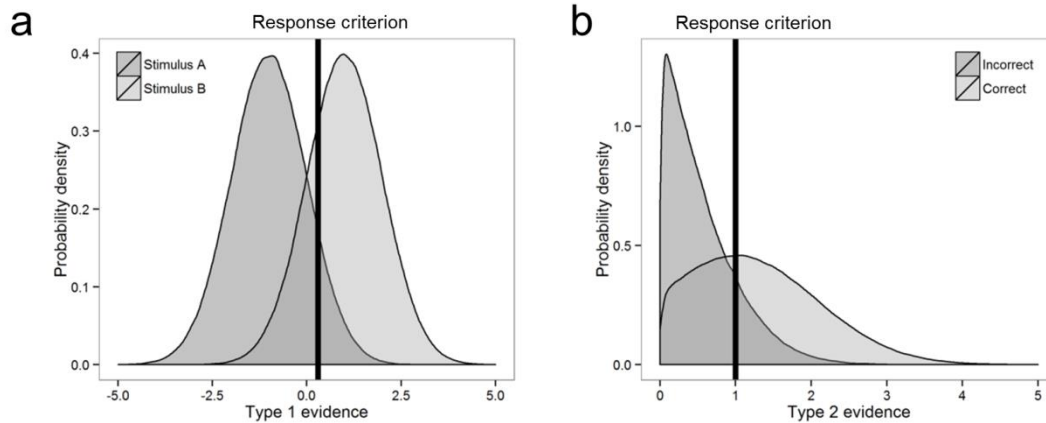 a
Response criterion
Stimulus A
Stimulus B
Probability density
0.4
0.3
0.2
0.1
0.0
-5.0 -2.5 0.0 2.5 5.0
Type 1 evidence
b
Response criterion
Incorrect
Correct
Probability density
1.0
0.5
0.0
0 1 2 3 4 5
Type 2 evidence